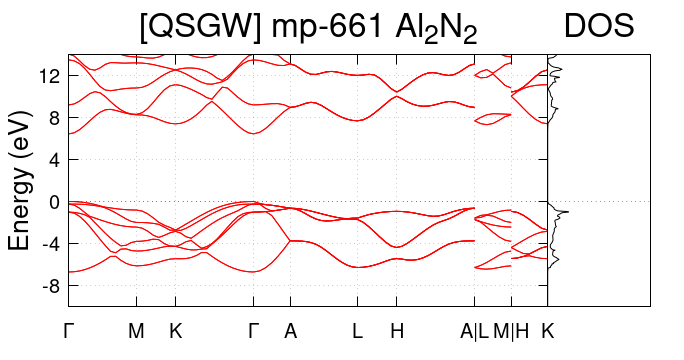 [QSGW] mp-661 Al₂N₂ DOS
Energy (eV)
12
8
4
0
-4
-8
Γ M K Γ A L H A|L M|H K